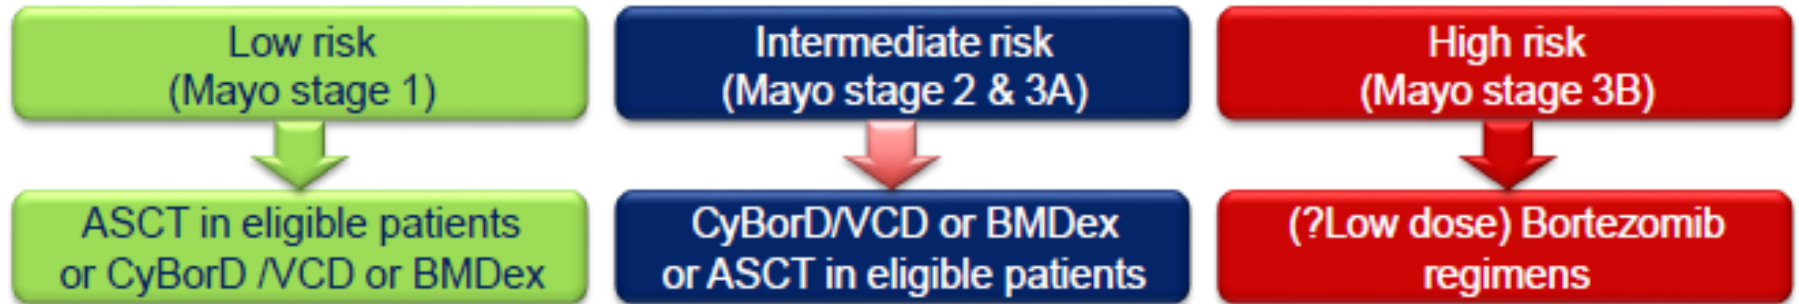 Low risk
(Mayo stage 1)
Intermediate risk
(Mayo stage 2 & 3A)
High risk
(Mayo stage 3B)
ASCT in eligible patients
or CyBorD /VCD or BMDex
CyBorD/VCD or BMDex
or ASCT in eligible patients
(?Low dose) Bortezomib
regimens